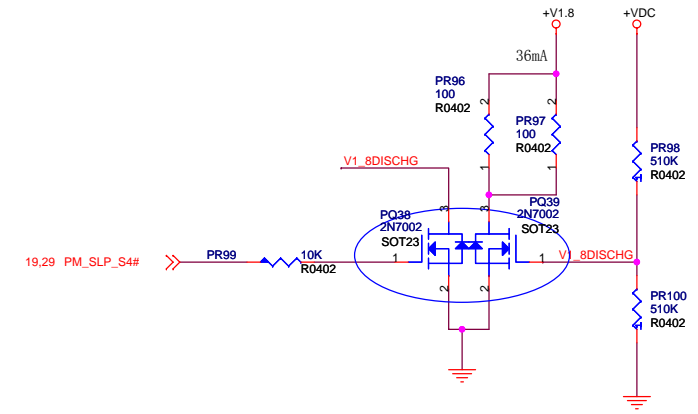 +V1.8
+VDC
36mA
PR96
100
R0402
2
2
PR97
100
R0402
1
1
PR98
510K
R0402
1
V1_8DISCHG
3
3
PQ38
2N7002
SOT23
PQ39
2N7002
SOT23
19,29 PM_SLP_S4#
PR99
10K
R0402
1
1
V1_8DISCHG
2
2
PR100
510K
R0402
1